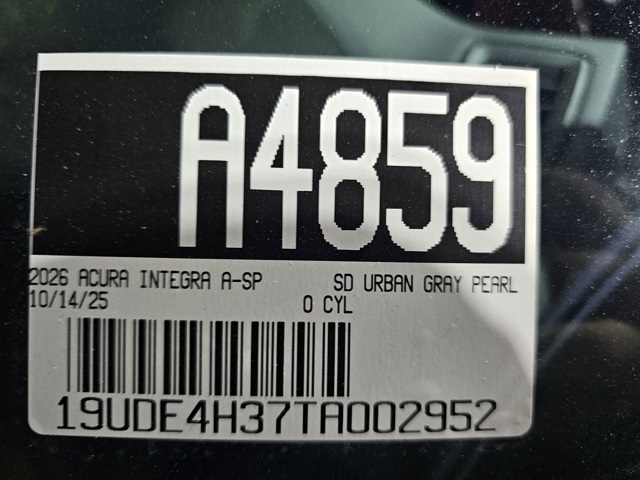 A4859
2026 ACURA INTEGRA A-SP SD URBAN GRAY PEARL
10/14/25 0 CYL
19UDE4H37TA002952